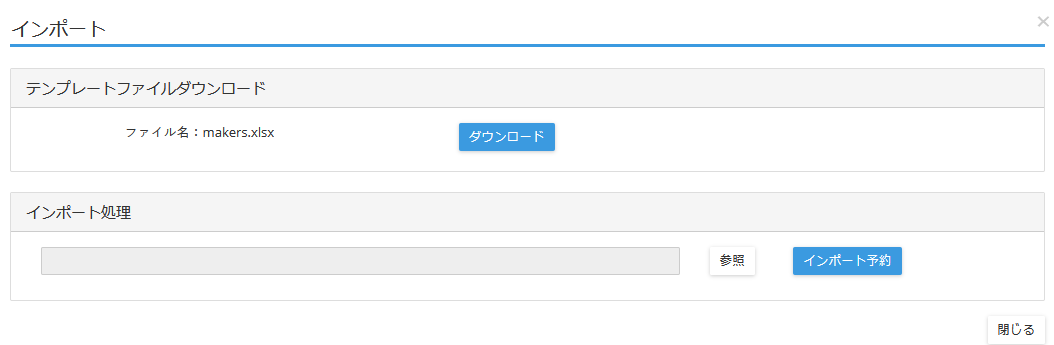 インポート
×
テンプレートファイルダウンロード
ファイル名：makers.xlsx
ダウンロード
インポート処理
参照
インポート予約
閉じる